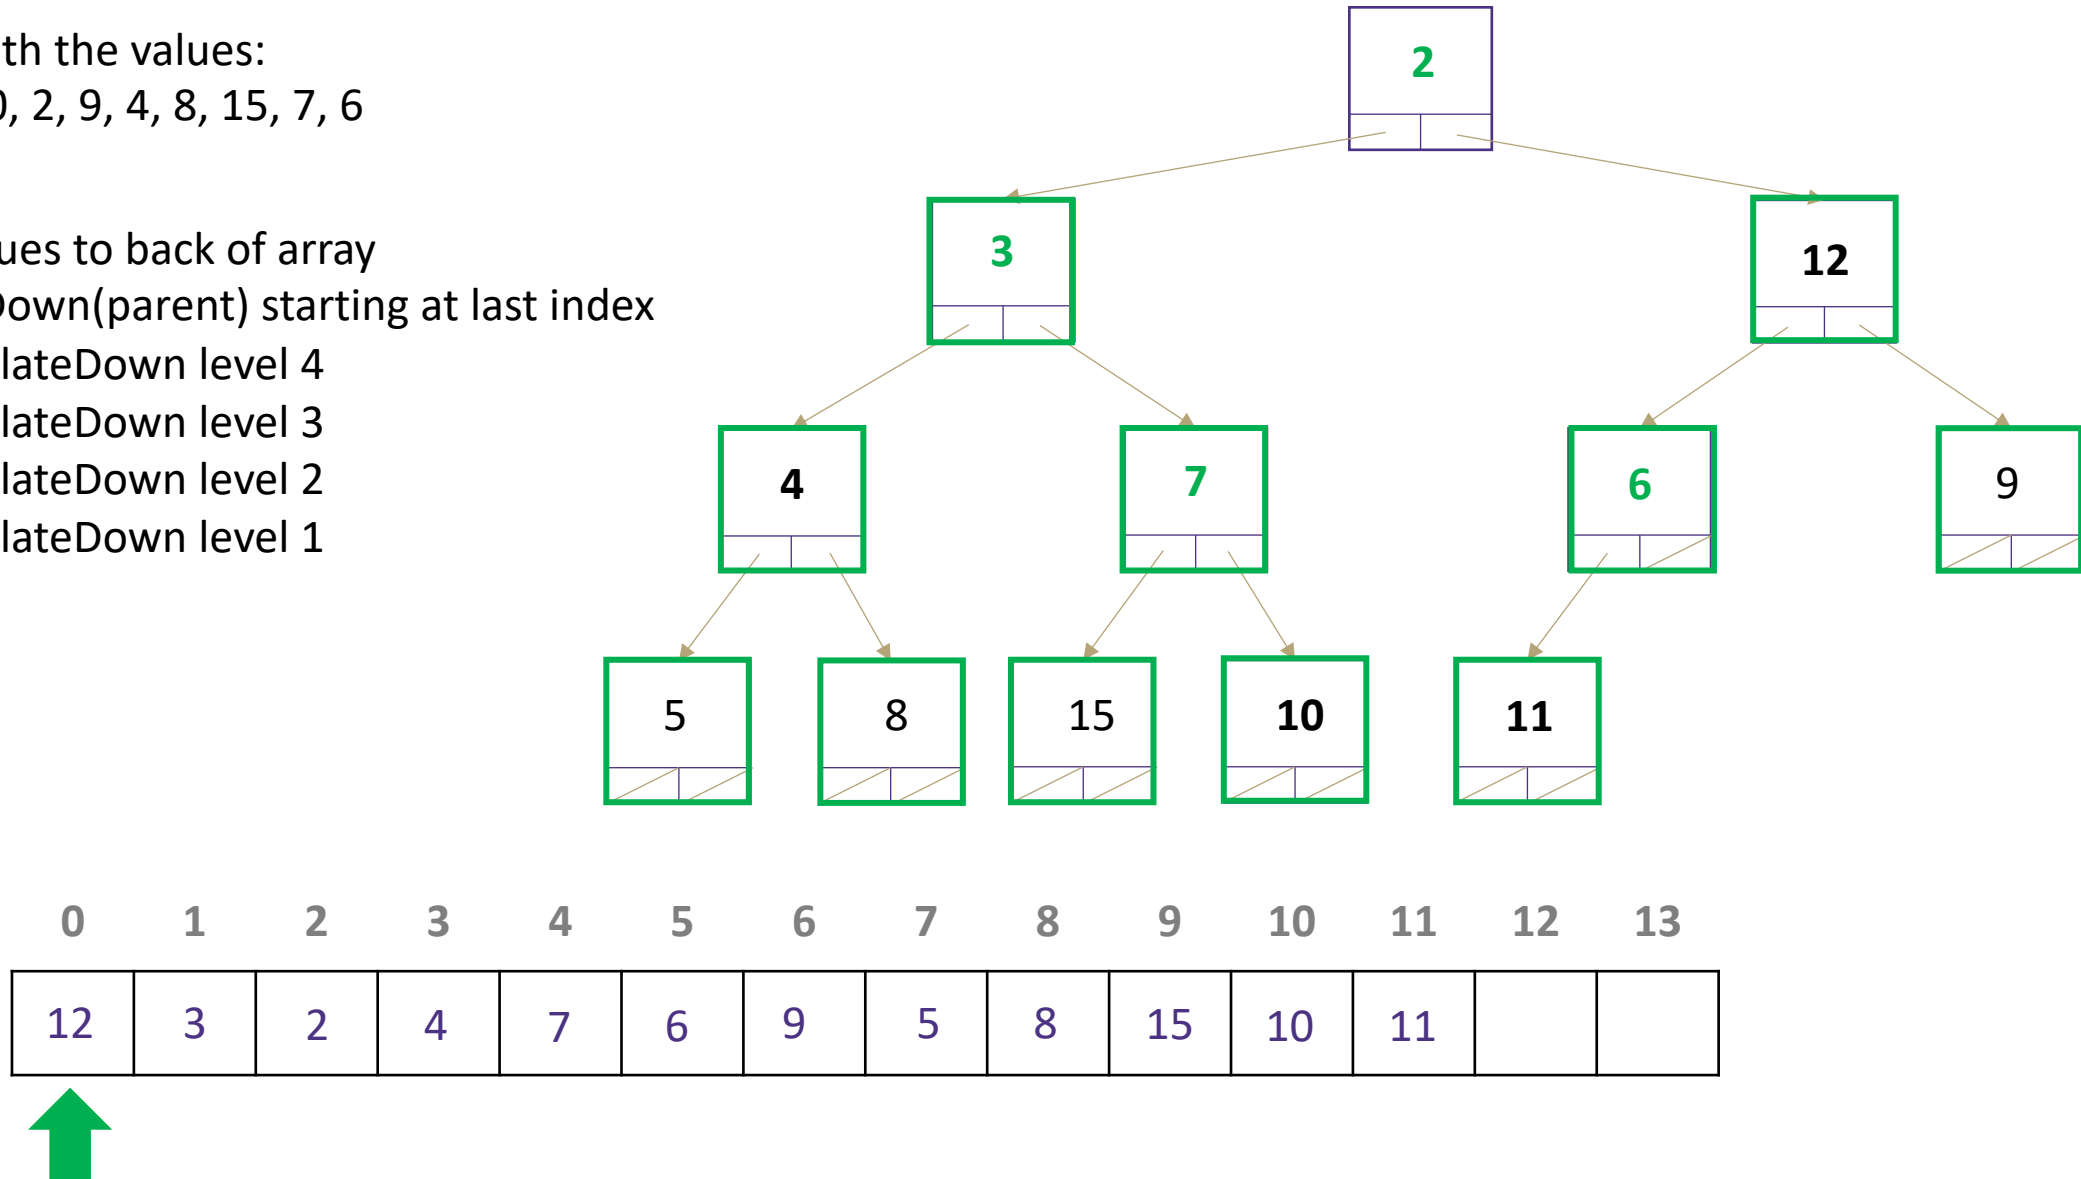 th the values:
, 2, 9, 4, 8, 15, 7, 6
ues to back of array
own(parent) starting at last index
lateDown level 4
lateDown level 3
lateDown level 2
lateDown level 1
2
3 12
4 7 6 9
5 8 15 10 11
0 1 2 3 4 5 6 7 8 9 10 11 12 13
12 3 2 4 7 6 9 5 8 15 10 11